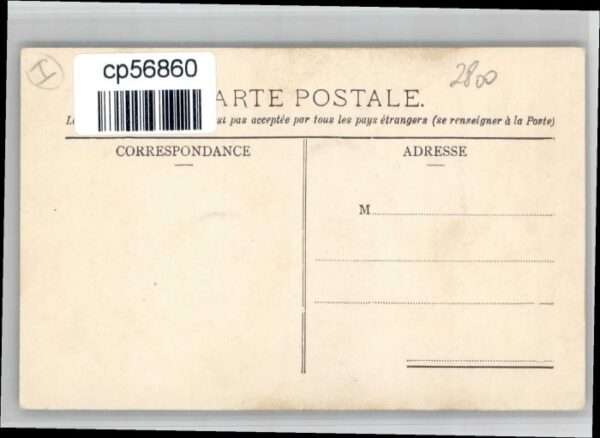 I
cp56860
2800
ARTE POSTALE.
pas acceptée par tous les pays étrangers (se renseigner à la Poste)
CORRESPONDANCE
ADRESSE
M